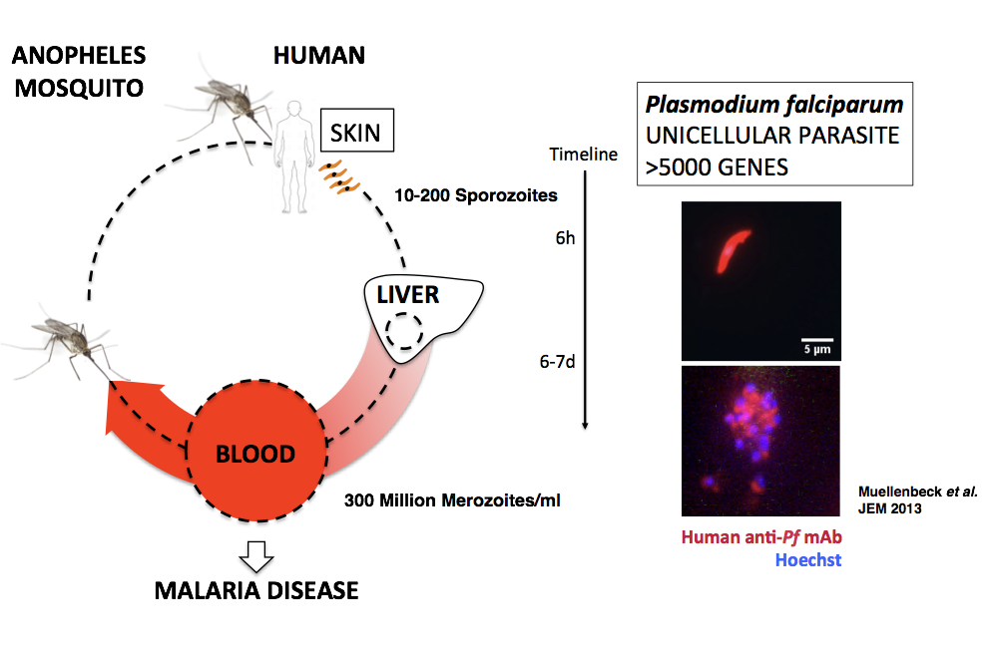 ANOPHELES
MOSQUITO
HUMAN
SKIN
10-200 Sporozoites
LIVER
BLOOD
300 Million Merozoites/ml
MALARIA DISEASE
Timeline
6h
6-7d
Plasmodium falciparum
UNICELLULAR PARASITE
>5000 GENES
5 μm
Muellenbeck et al.
JEM 2013
Human anti-Pf mAb
Hoechst